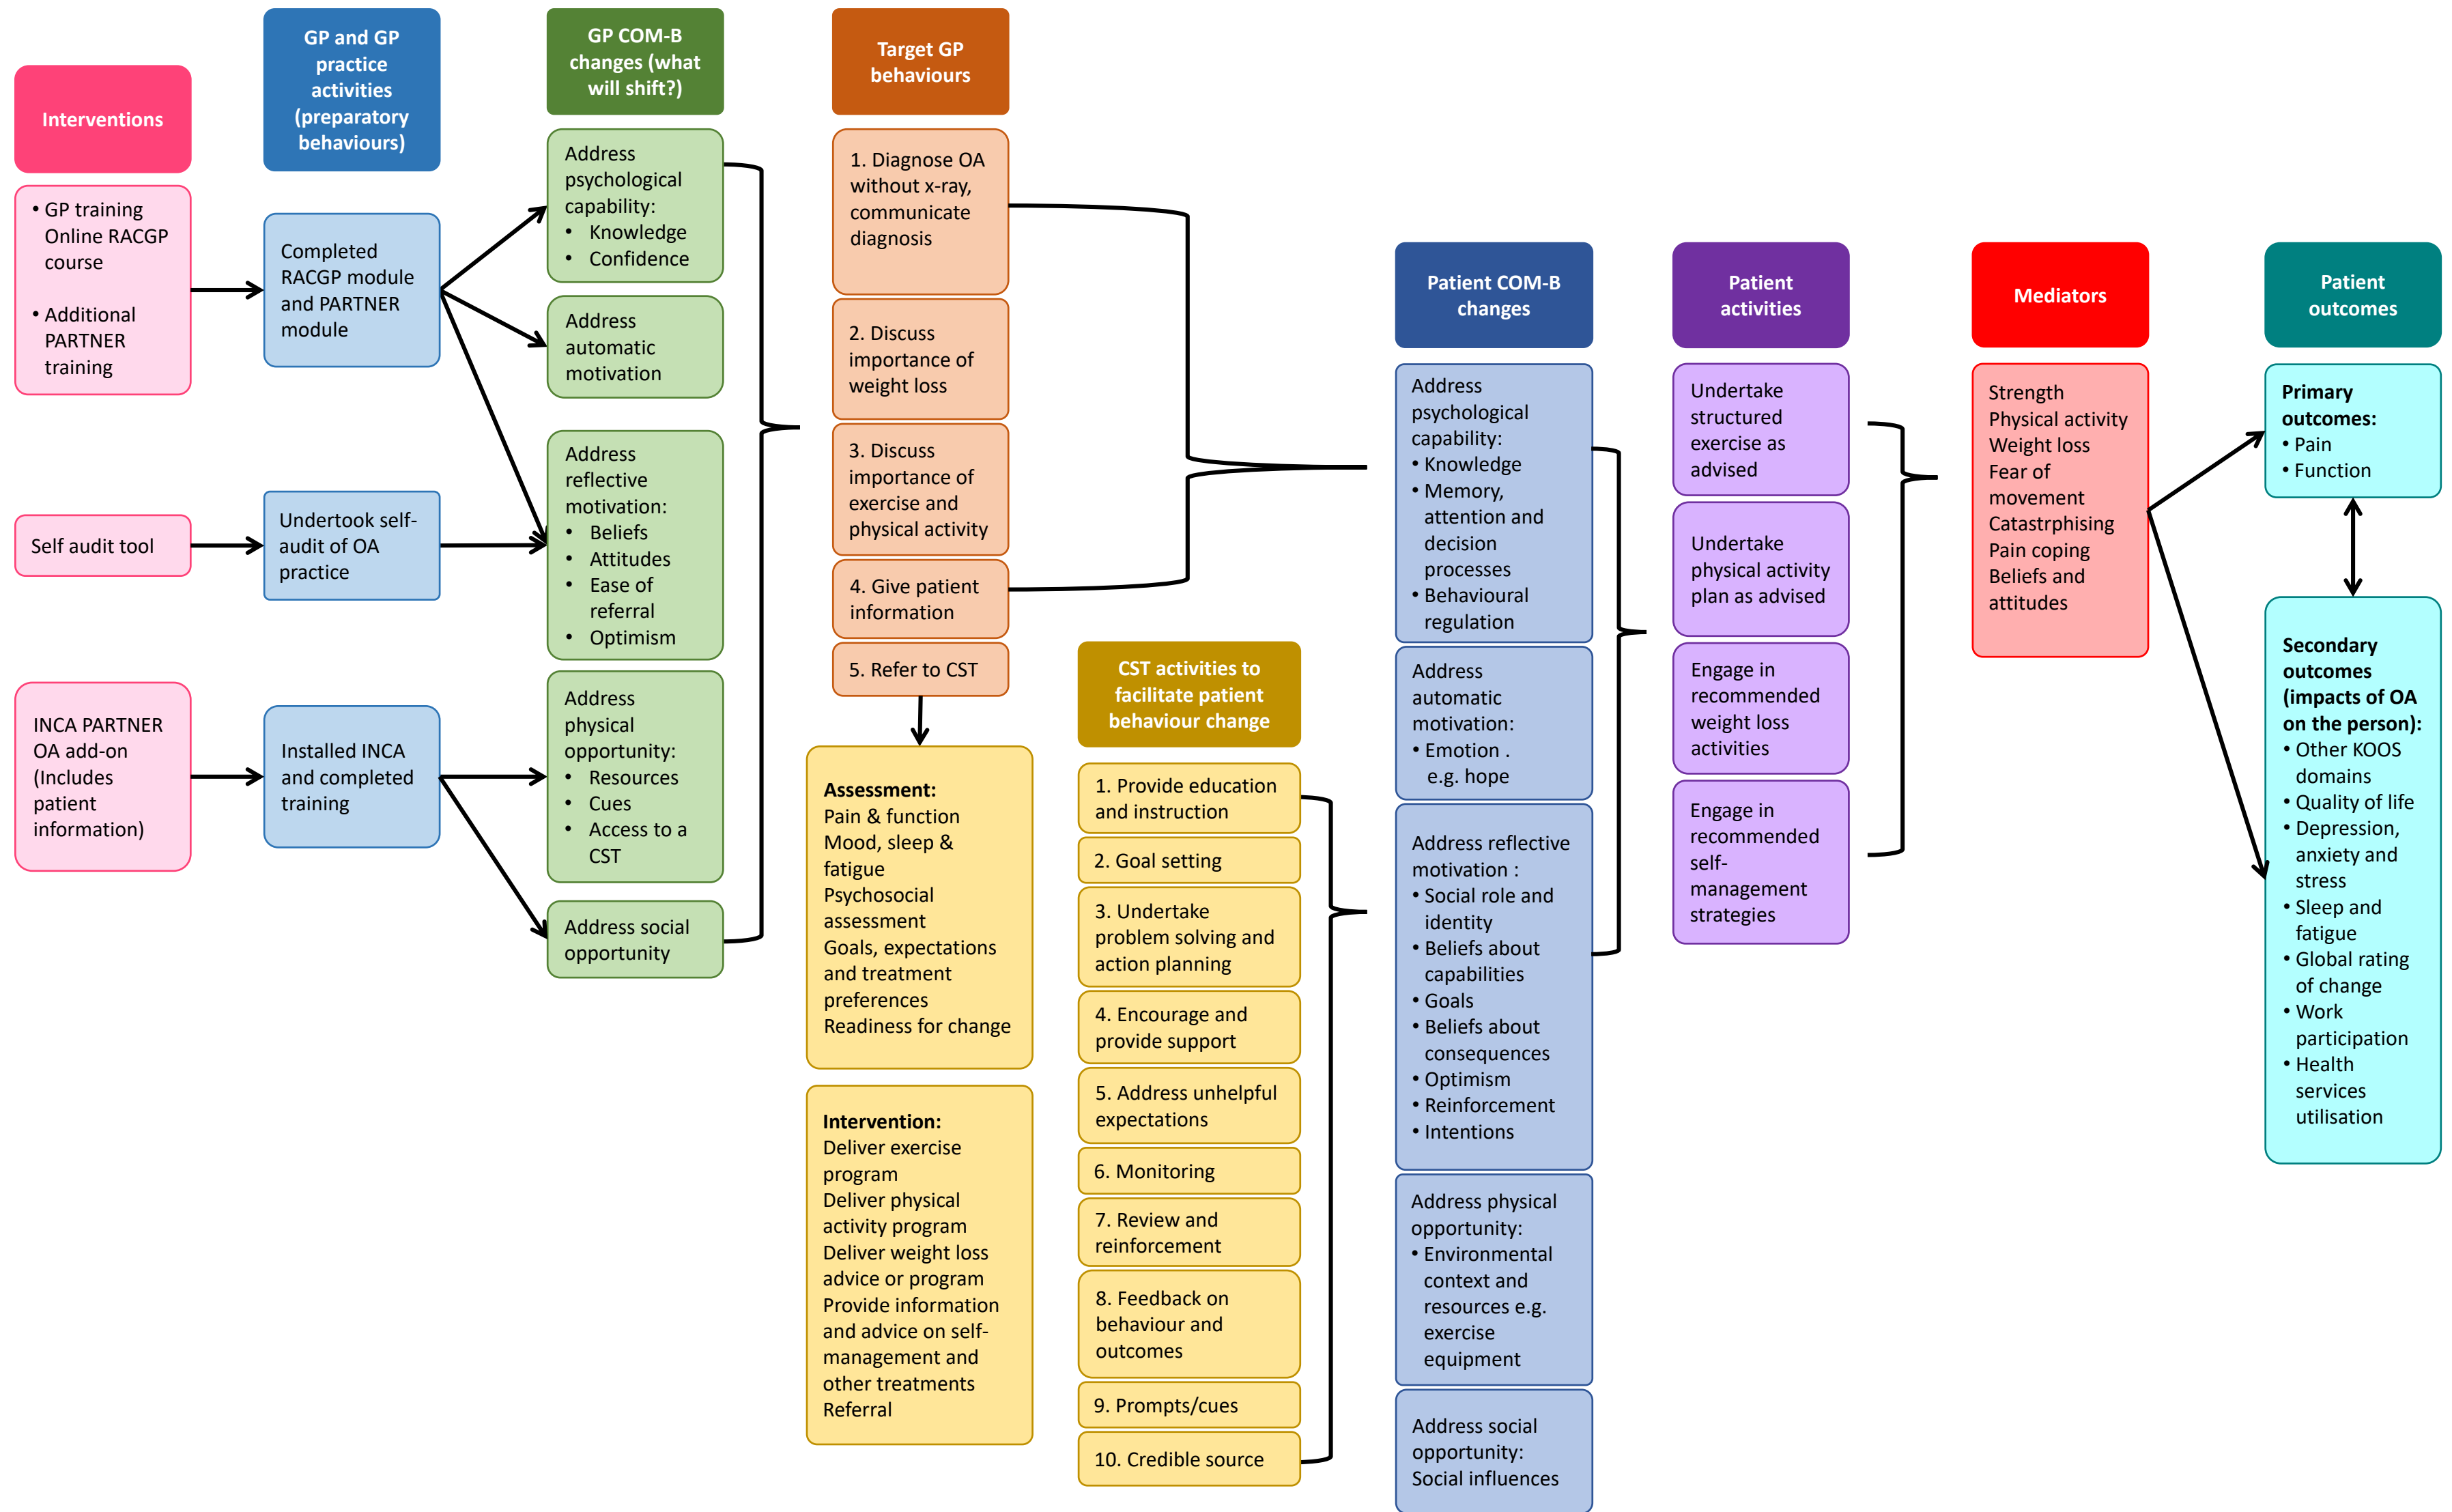 Interventions
• GP training
Online RACGP
course
• Additional
PARTNER
training
Self audit tool
INCA PARTNER
OA add-on
(Includes
patient
information)
GP and GP
practice
activities
(preparatory
behaviours)
Completed
RACGP module
and PARTNER
module
Undertook self-
audit of OA
practice
Installed INCA
and completed
training
GP COM-B
changes (what
will shift?)
Address
psychological
capability:
• Knowledge
• Confidence
Address
automatic
motivation
Address
reflective
motivation:
• Beliefs
• Attitudes
• Ease of
referral
• Optimism
Address
physical
opportunity:
• Resources
• Cues
• Access to a
CST
Address social
opportunity
Target GP
behaviours
1. Diagnose OA
without x-ray,
communicate
diagnosis
2. Discuss
importance of
weight loss
3. Discuss
importance of
exercise and
physical activity
4. Give patient
information
5. Refer to CST
Assessment:
Pain & function
Mood, sleep &
fatigue
Psychosocial
assessment
Goals, expectations
and treatment
preferences
Readiness for change
Intervention:
Deliver exercise
program
Deliver physical
activity program
Deliver weight loss
advice or program
Provide information
and advice on self-
management and
other treatments
Referral
CST activities to
facilitate patient
behaviour change
1. Provide education
and instruction
2. Goal setting
3. Undertake
problem solving and
action planning
4. Encourage and
provide support
5. Address unhelpful
expectations
6. Monitoring
7. Review and
reinforcement
8. Feedback on
behaviour and
outcomes
9. Prompts/cues
10. Credible source
Patient COM-B
changes
Address
psychological
capability:
• Knowledge
• Memory,
attention and
decision
processes
• Behavioural
regulation
Address
automatic
motivation:
• Emotion .
e.g. hope
Address reflective
motivation :
• Social role and
identity
• Beliefs about
capabilities
• Goals
• Beliefs about
consequences
• Optimism
• Reinforcement
• Intentions
Address physical
opportunity:
• Environmental
context and
resources e.g.
exercise
equipment
Address social
opportunity:
Social influences
Patient
activities
Undertake
structured
exercise as
advised
Undertake
physical activity
plan as advised
Engage in
recommended
weight loss
activities
Engage in
recommended
self-
management
strategies
Mediators
Strength
Physical activity
Weight loss
Fear of
movement
Catastrphising
Pain coping
Beliefs and
attitudes
Patient
outcomes
Primary
outcomes:
• Pain
• Function
Secondary
outcomes
(impacts of OA
on the person):
• Other KOOS
domains
• Quality of life
• Depression,
anxiety and
stress
• Sleep and
fatigue
• Global rating
of change
• Work
participation
• Health
services
utilisation